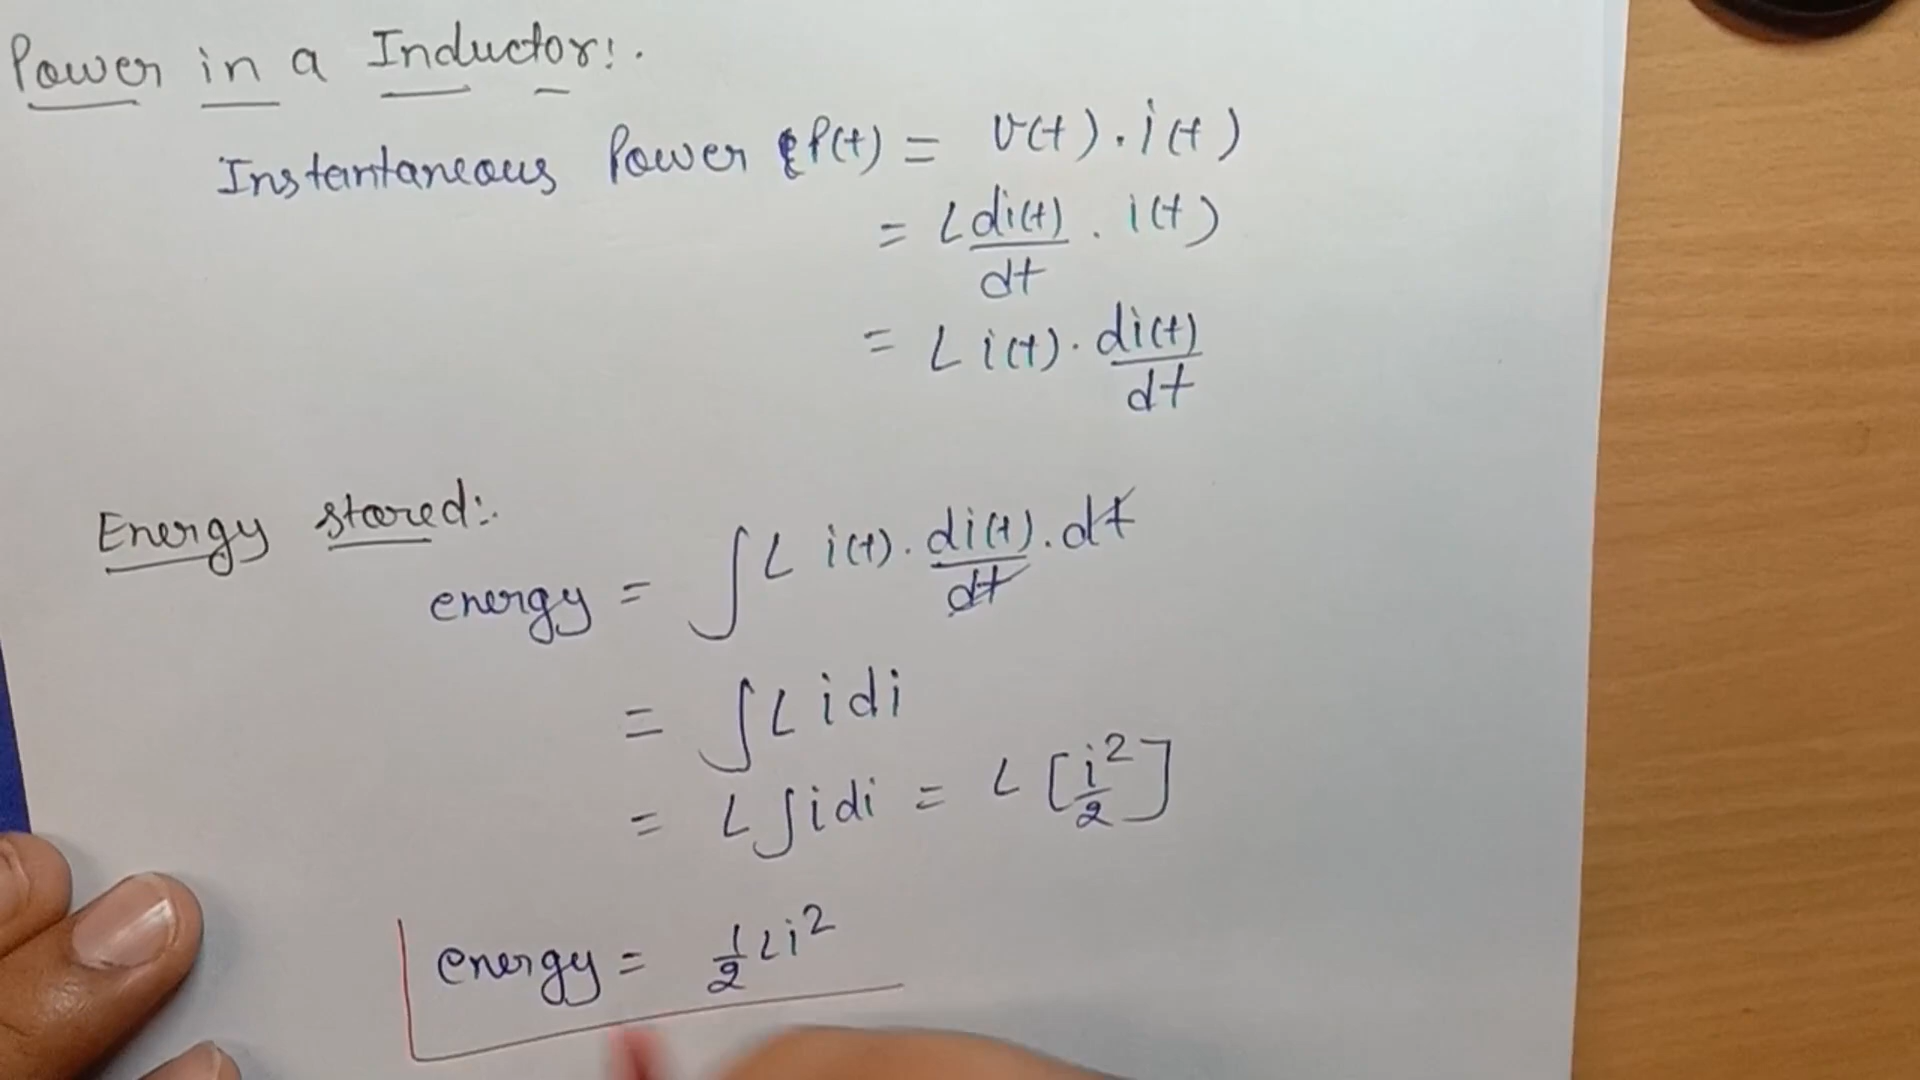 Power in a Inductor:.
Instantaneous Power P(t) = v(t).i(t)
= L di(t)/dt . i(t)
= L i(t). di(t)/dt
Energy stored:.
energy = ∫ L i(t). di(t)/dt . dt
= ∫ L i di
= L ∫ i di = L [i²/2]
energy = 1/2 Li²